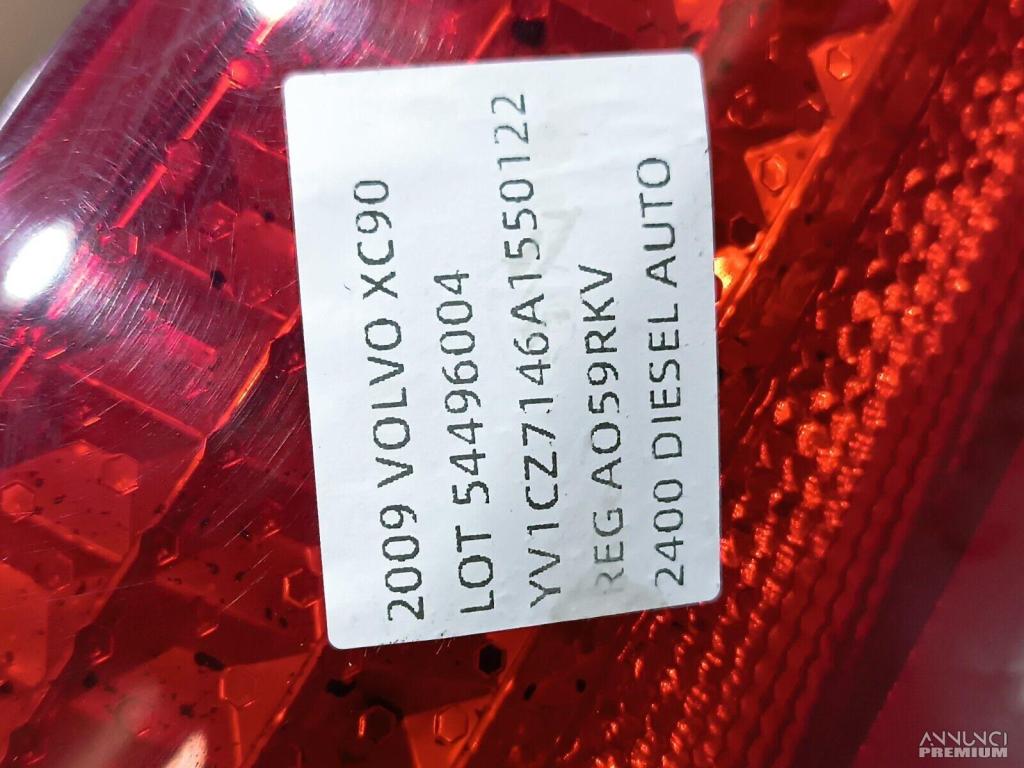 2009 VOLVO XC90
LOT 54496004
YV1CZ7146A1550122
REG AO59RKV
2400 DIESEL AUTO
ANNUNCI
PREMIUM